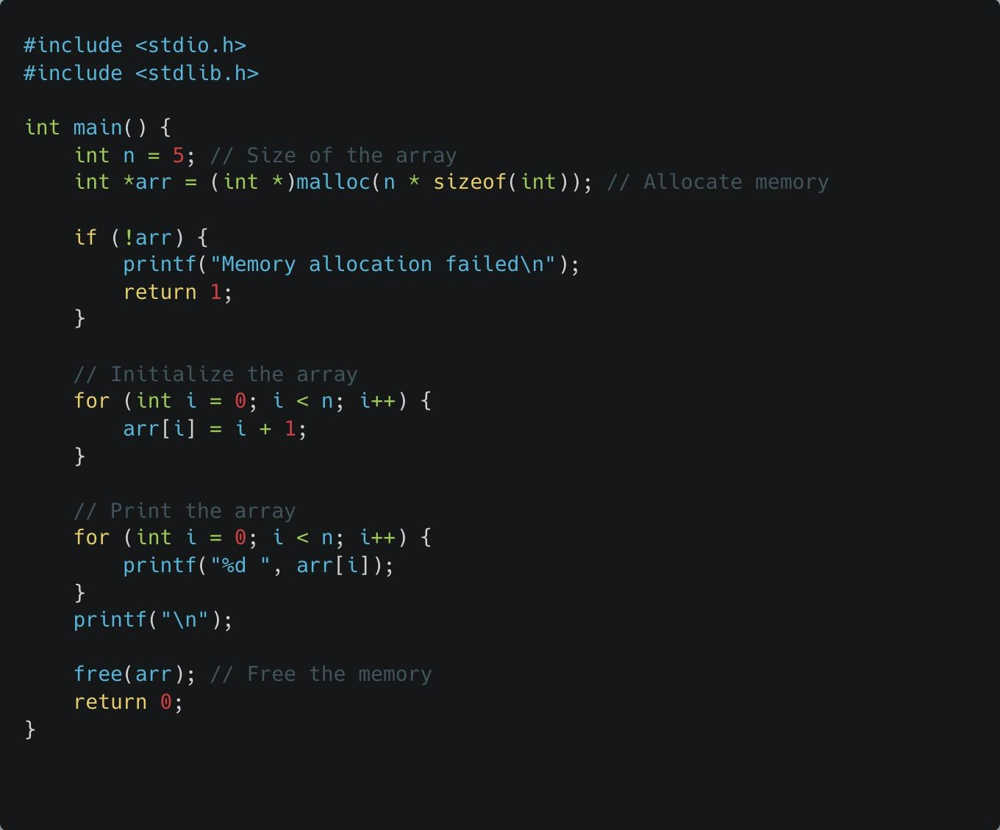 #include <stdio.h>
#include <stdlib.h>
int main() {
int n = 5; // Size of the array
int *arr = (int *)malloc(n * sizeof(int)); // Allocate memory
if (!arr) {
printf("Memory allocation failed\n");
return 1;
}
// Initialize the array
for (int i = 0; i < n; i++) {
arr[i] = i + 1;
}
// Print the array
for (int i = 0; i < n; i++) {
printf("%d ", arr[i]);
}
printf("\n");
free(arr); // Free the memory
return 0;
}